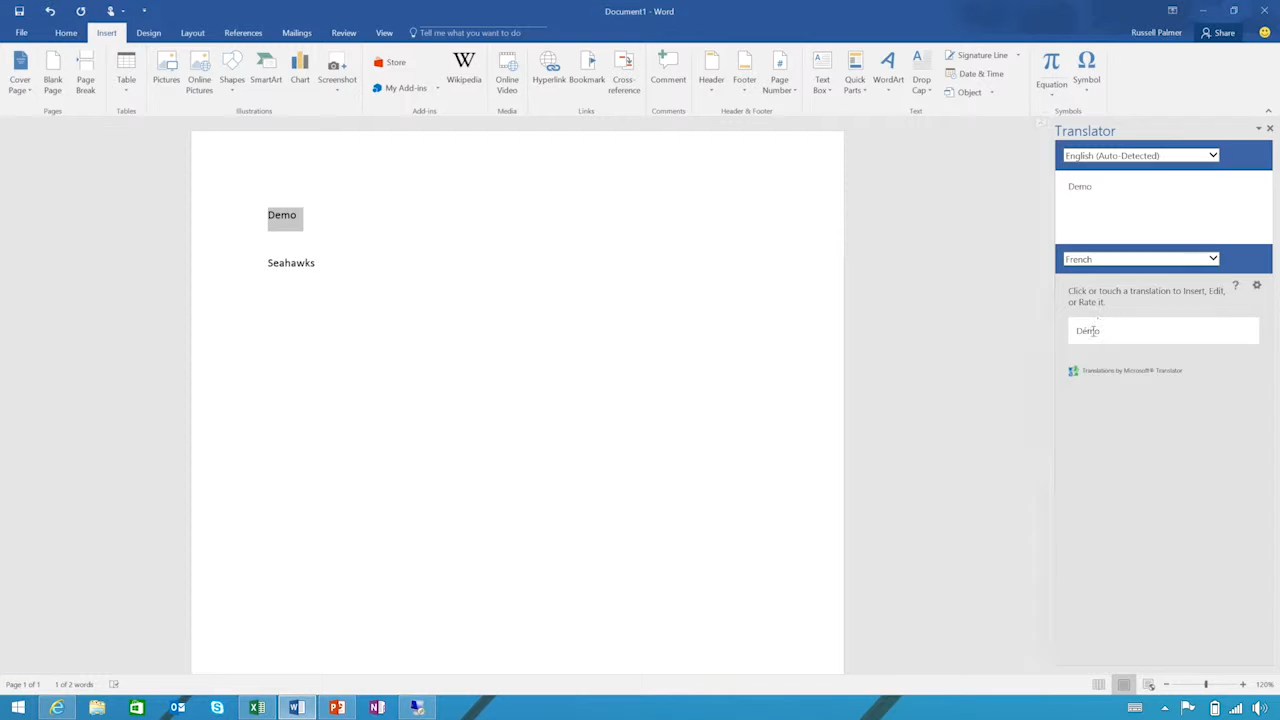 Document1 - Word
Russell Palmer
Share
File
Home
Insert
Design
Layout
References
Mailings
Review
View
Tell me what you want to do
Cover
Page
Blank
Page
Page
Break
Table
Pictures
Online
Pictures
Shapes
SmartArt
Chart
Screenshot
Store
My Add-ins
Wikipedia
Online
Video
Hyperlink
Bookmark
Cross-
reference
Comment
Header
Footer
Page
Number
Text
Box
Quick
Parts
WordArt
Drop
Cap
Signature Line
Date & Time
Object
Equation
Symbol
Pages
Tables
Illustrations
Add-ins
Media
Links
Comments
Header & Footer
Text
Symbols
Demo
Seahawks
Translator
English (Auto-Detected)
Demo
French
Click or touch a translation to Insert, Edit,
or Rate it.
Démo
Translations by Microsoft® Translator
Page 1 of 1
1 of 2 words
120%